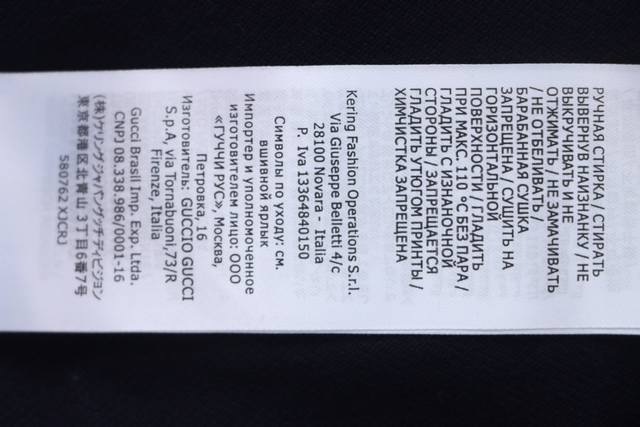 РУЧНАЯ СТИРКА / СТИРАТЬ
ВЫВЕРНУВ НАИЗНАНКУ / НЕ
ВЫКРУЧИВАТЬ И НЕ
ОТЖИМАТЬ / НЕ ЗАМАЧИВАТЬ
/ НЕ ОТБЕЛИВАТЬ /
БАРАБАННАЯ СУШКА
ЗАПРЕЩЕНА / СУШИТЬ НА
ГОРИЗОНТАЛЬНОЙ
ПОВЕРХНОСТИ / ГЛАДИТЬ
ПРИ МАКС. 110 °C БЕЗ ПАРА /
ГЛАДИТЬ С ИЗНАНОЧНОЙ
СТОРОНЫ / ЗАПРЕЩАЕТСЯ
ГЛАДИТЬ УТЮГОМ ПРИНТЫ /
ХИМЧИСТКА ЗАПРЕЩЕНА
Kering Fashion Operations S.r.l.
Via Giuseppe Belletti 4/c
28100 Novara - Italia
P. Iva 13364840150
Символы по уходу: см.
вшивной ярлык
Импортер и уполномоченное
изготовителем лицо: ООО
«ГУЧЧИ РУС», Москва,
Петровка, 16
Изготовитель: GUCCIO GUCCI
S.p.A, via Tornabuoni,73/R
Firenze, Italia
Gucci Brasil Imp. Exp. Ltda.
CNPJ 08.338.986/0001-16
(株)ケリングジャパングッチディビジョン
東京都港区北青山 3丁目6番7号
580762 XJCRJ